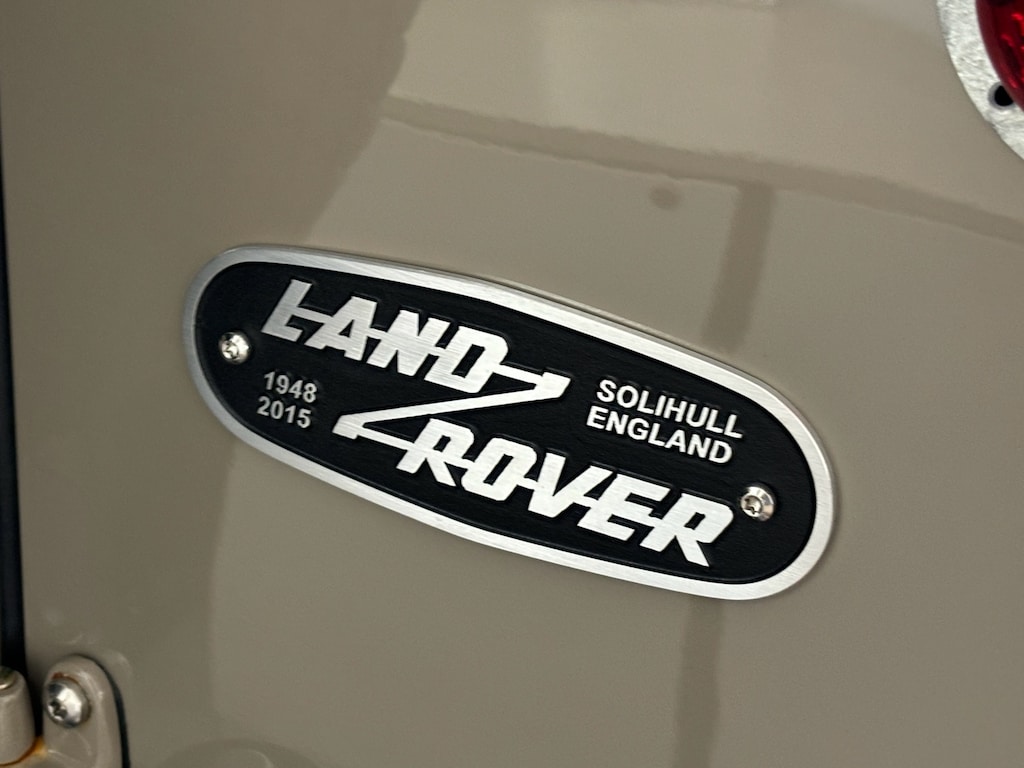 LAND
ROVER
1948
2015
SOLIHULL
ENGLAND